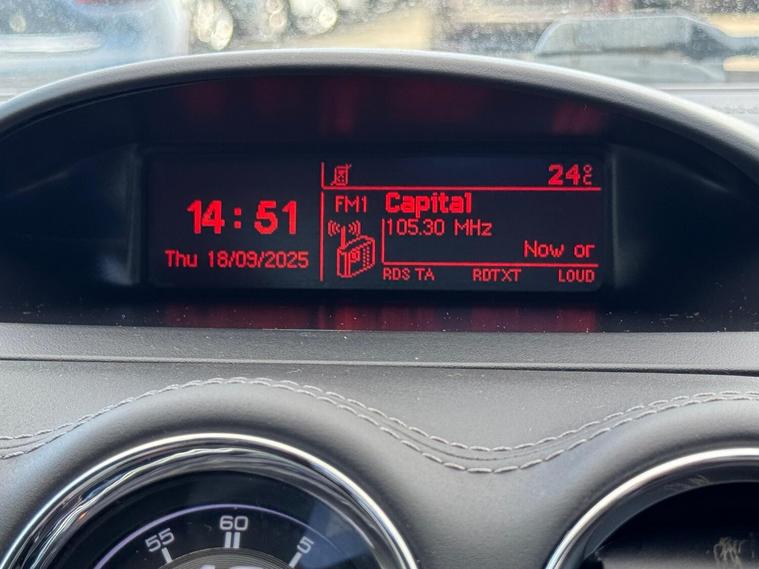 24°C
14:51
Thu 18/09/2025
FM1 Capital
105.30 MHz
Now or
RDS TA RDTXT LOUD
55 60 5